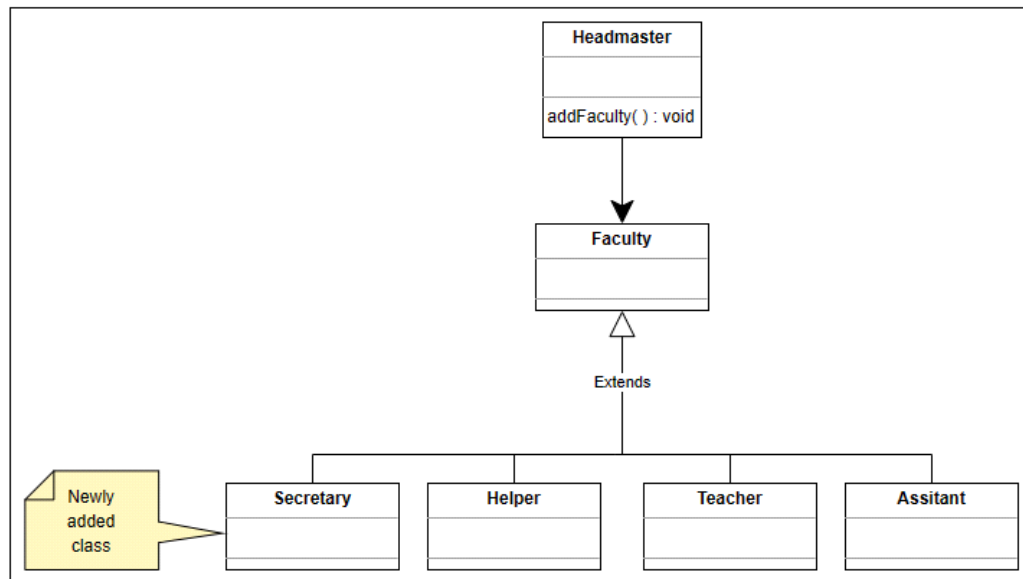 Headmaster
addFaculty( ) : void
Faculty
Extends
Newly
added
class
Secretary
Helper
Teacher
Assitant